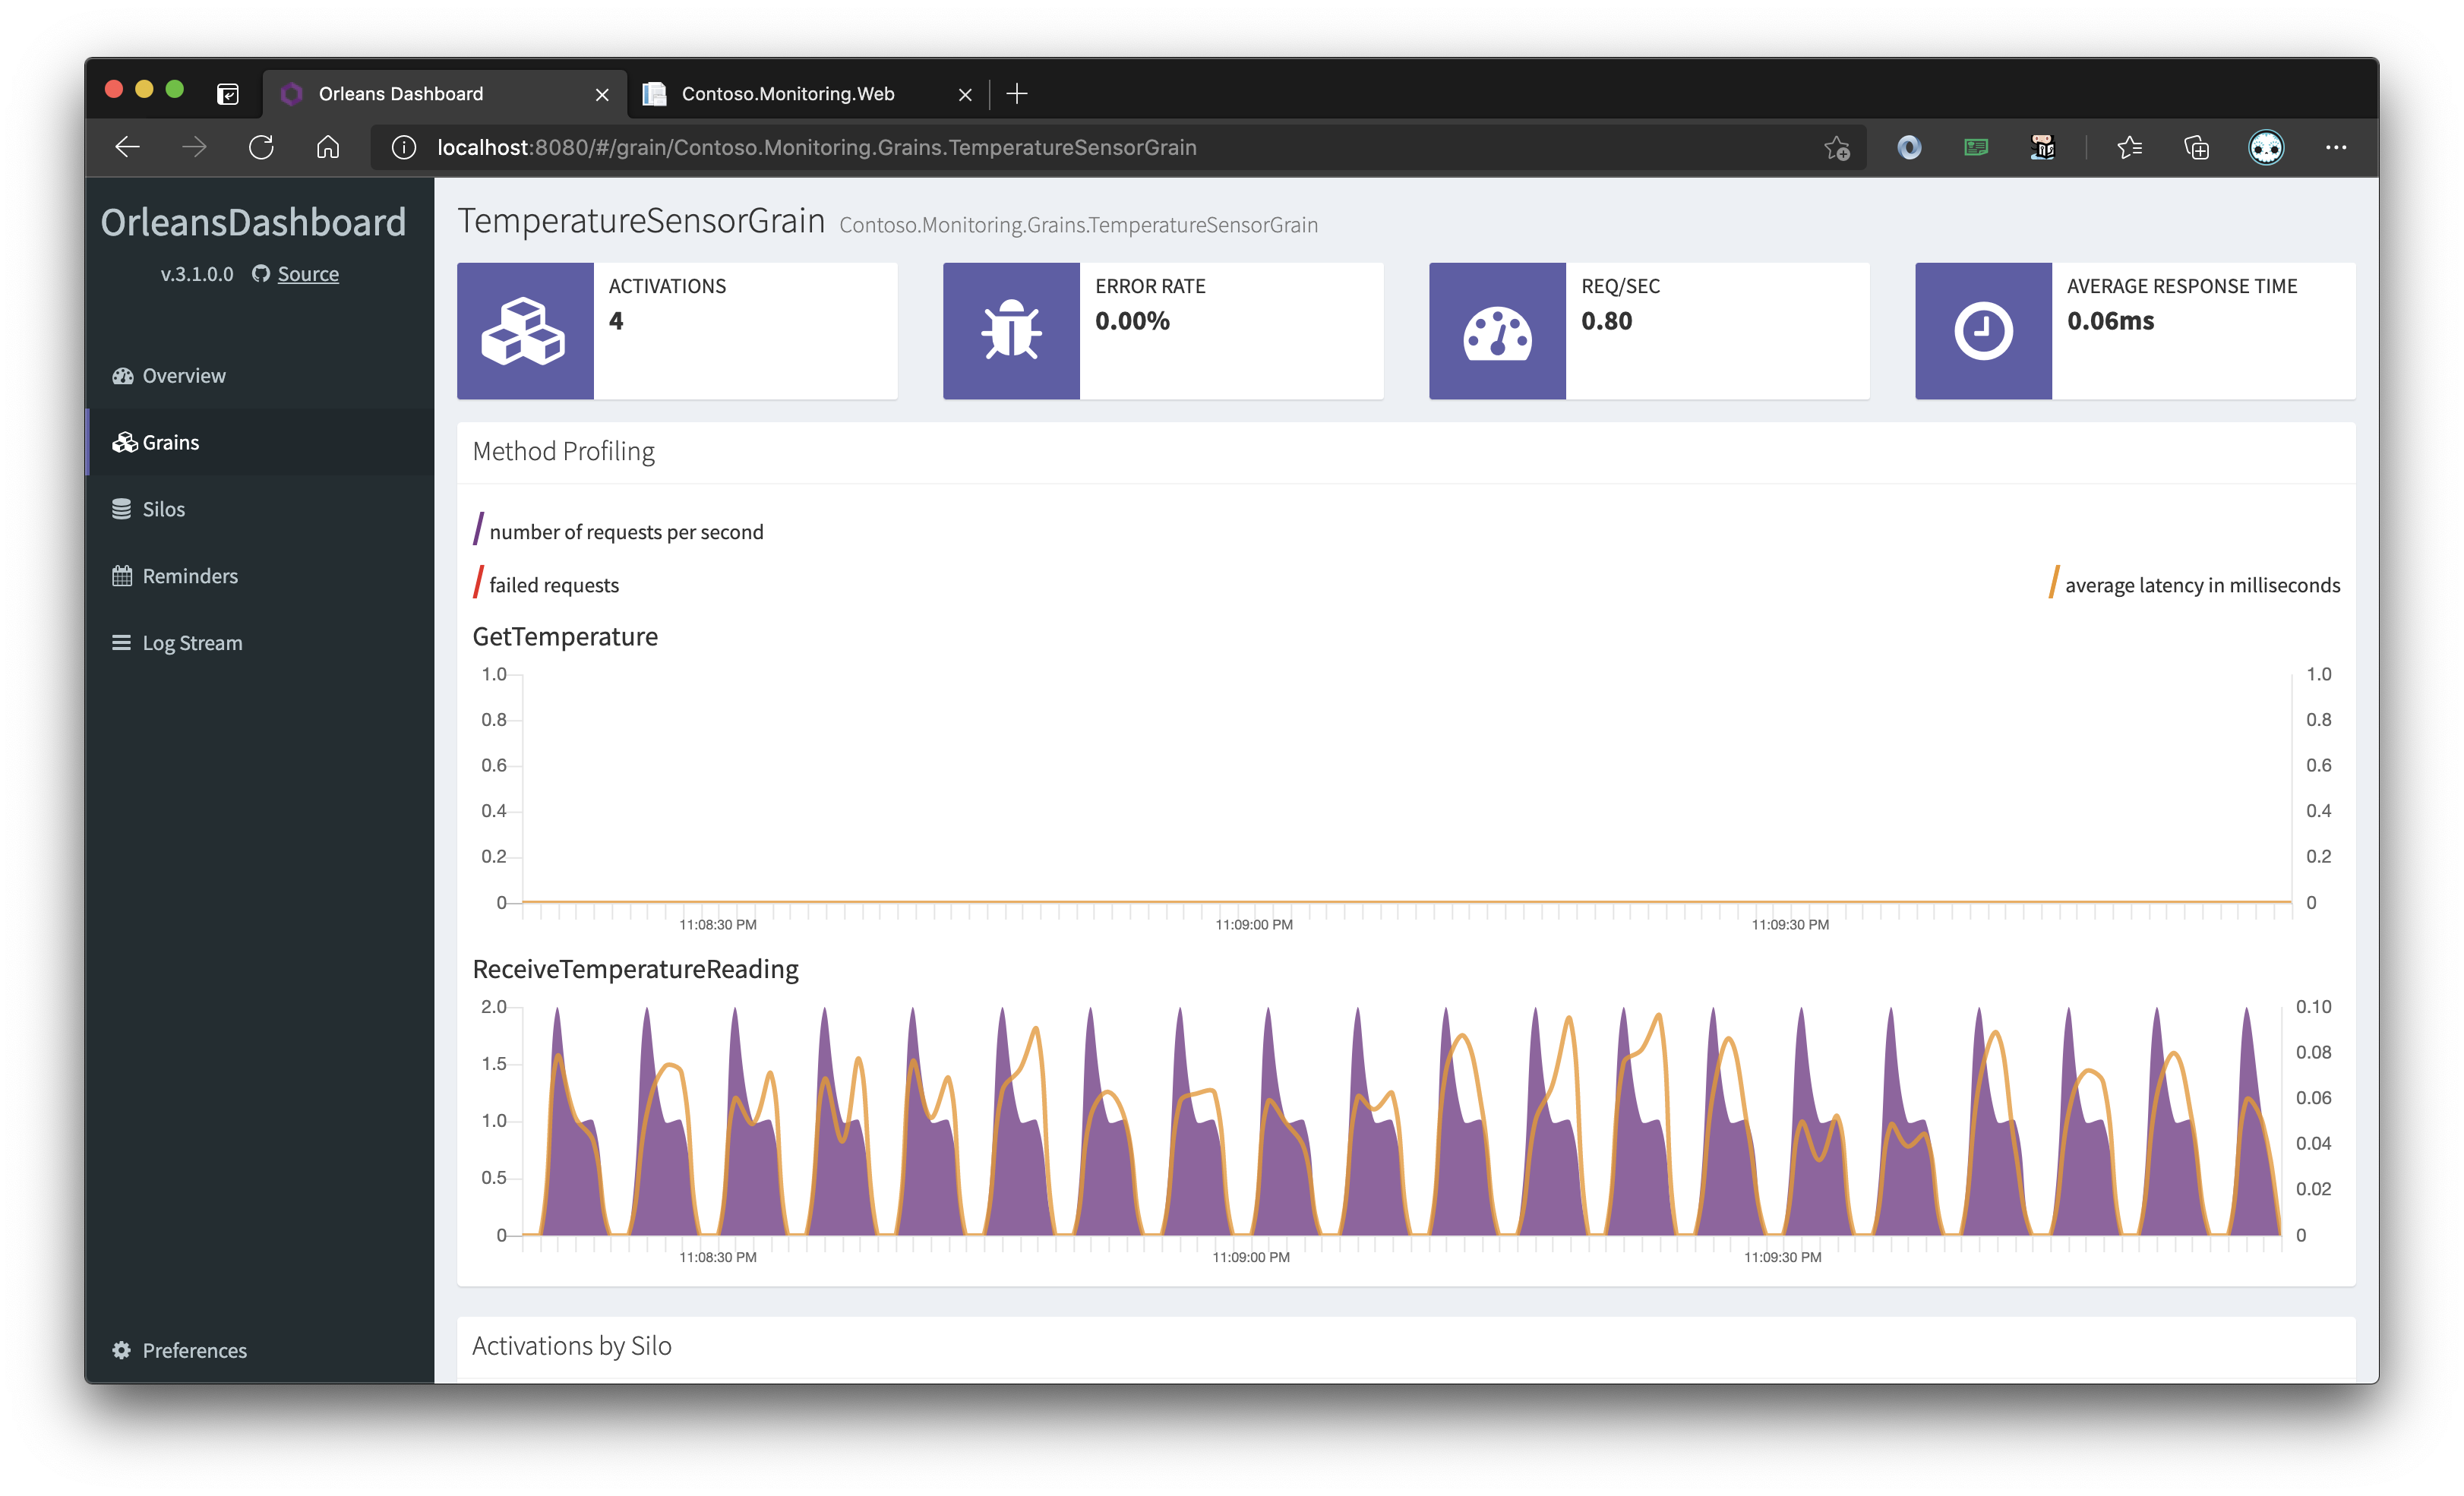 Orleans Dashboard
Contoso.Monitoring.Web
localhost:8080/#/grain/Contoso.Monitoring.Grains.TemperatureSensorGrain
OrleansDashboard
v.3.1.0.0 Source
Overview
Grains
Silos
Reminders
Log Stream
Preferences
TemperatureSensorGrain Contoso.Monitoring.Grains.TemperatureSensorGrain
ACTIVATIONS
4
ERROR RATE
0.00%
REQ/SEC
0.80
AVERAGE RESPONSE TIME
0.06ms
Method Profiling
number of requests per second
failed requests
average latency in milliseconds
GetTemperature
1.0 1.0
0.8 0.8
0.6 0.6
0.4 0.4
0.2 0.2
0 0
11:08:30 PM 11:09:00 PM 11:09:30 PM
ReceiveTemperatureReading
2.0 0.10
1.5 0.08
1.0 0.06
0.5 0.04
0.02
0 0
11:08:30 PM 11:09:00 PM 11:09:30 PM
Activations by Silo